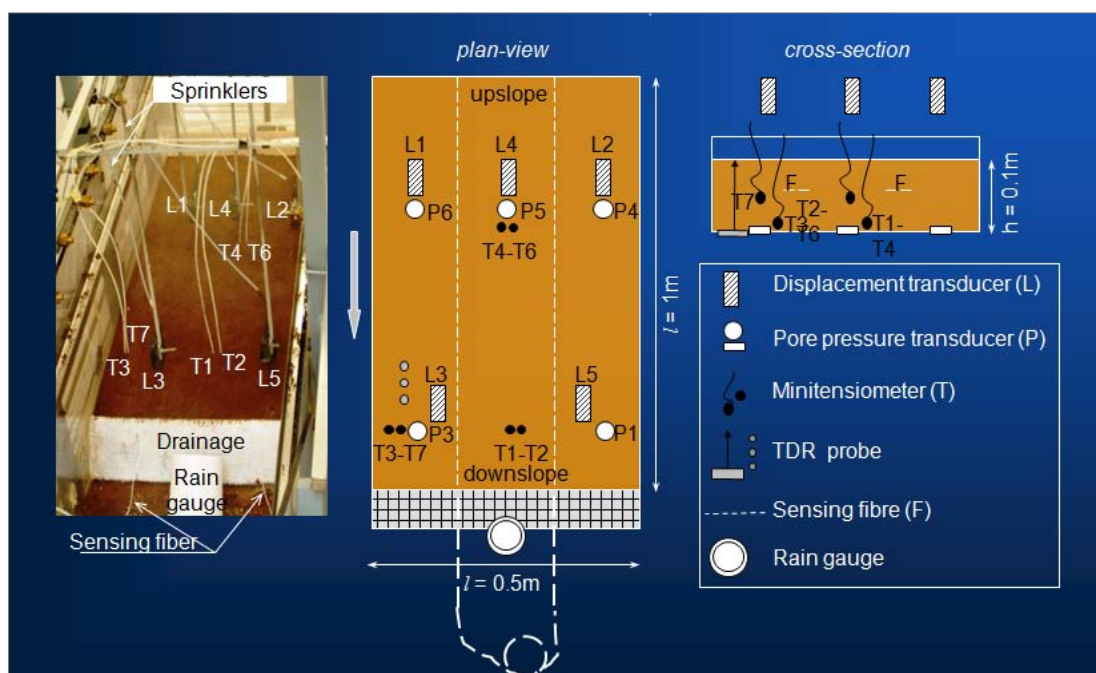 plan-view
cross-section
Sprinklers
L1
L4
L2
T4 T6
T7
T3
L3
T1
T2
L5
Drainage
Rain
gauge
Sensing fiber
upslope
L1
L4
L2
P6
P5
P4
T4-T6
L3
L5
P3
P1
T3-T7
T1-T2
downslope
l = 1m
l = 0.5m
F
F
T7
T2-
T6
T3
T1-
T4
h = 0.1m
Displacement transducer (L)
Pore pressure transducer (P)
Minitensiometer (T)
TDR probe
Sensing fibre (F)
Rain gauge